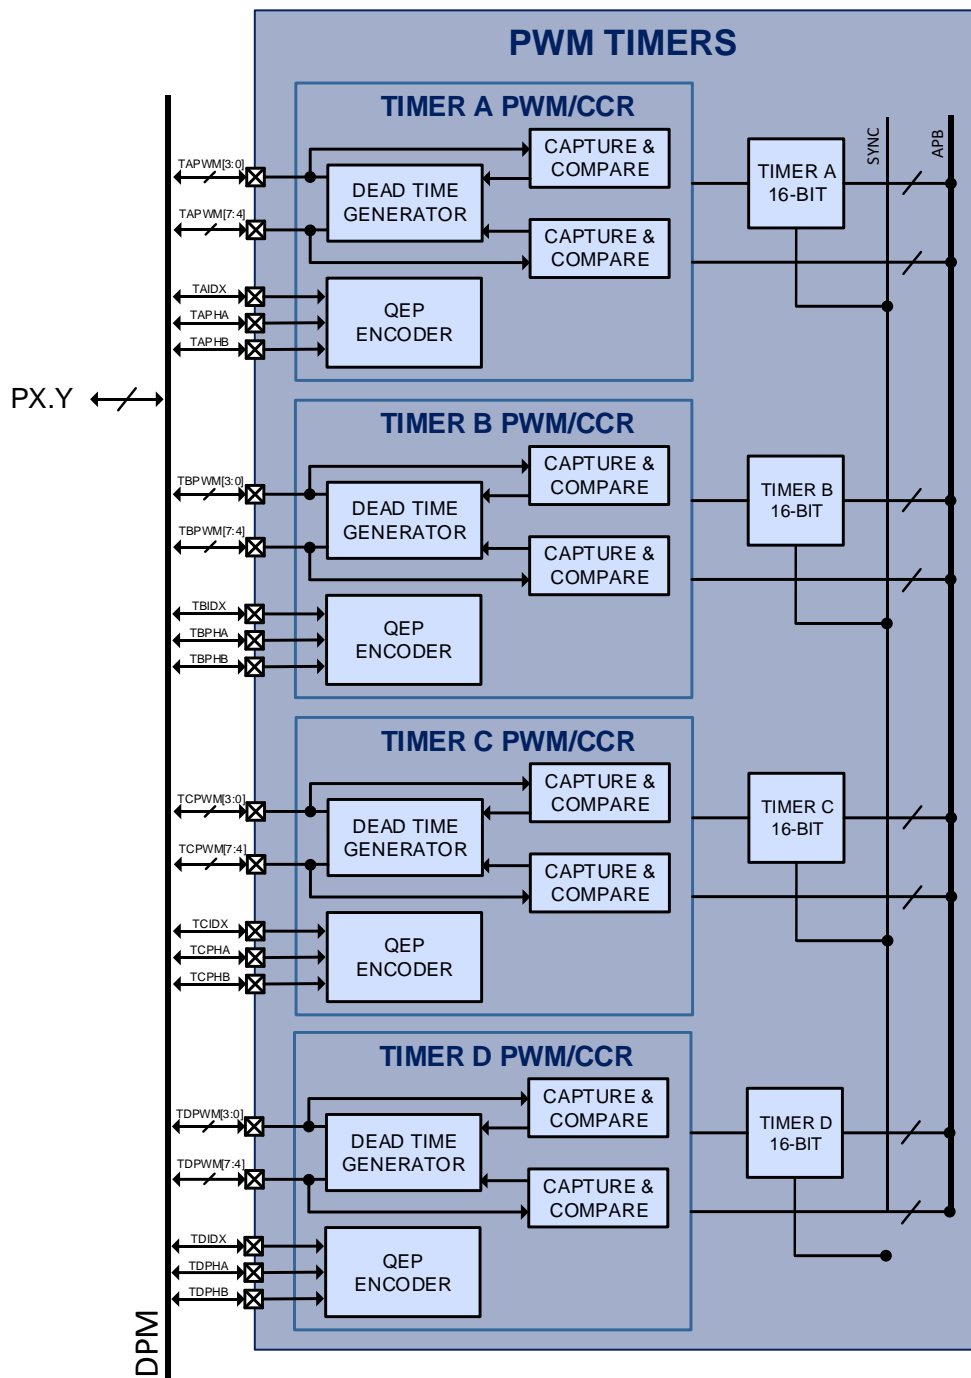 PWM TIMERS
TIMER A PWM/CCR
SYNC
APB
TAPWM[3:0]
CAPTURE &
COMPARE
TIMER A
16-BIT
DEAD TIME
GENERATOR
TAPWM[7:4]
CAPTURE &
COMPARE
TAIDX
TAPHA
TAPHB
QEP
ENCODER
PX.Y
TIMER B PWM/CCR
TBPWM[3:0]
CAPTURE &
COMPARE
TIMER B
16-BIT
DEAD TIME
GENERATOR
TBPWM[7:4]
CAPTURE &
COMPARE
TBIDX
TBPHA
TBPHB
QEP
ENCODER
TIMER C PWM/CCR
TCPWM[3:0]
CAPTURE &
COMPARE
TIMER C
16-BIT
DEAD TIME
GENERATOR
TCPWM[7:4]
CAPTURE &
COMPARE
TCIDX
TCPHA
TCPHB
QEP
ENCODER
TIMER D PWM/CCR
TDPWM[3:0]
CAPTURE &
COMPARE
TIMER D
16-BIT
DEAD TIME
GENERATOR
TDPWM[7:4]
CAPTURE &
COMPARE
TDIDX
TDPHA
TDPHB
QEP
ENCODER
DPM